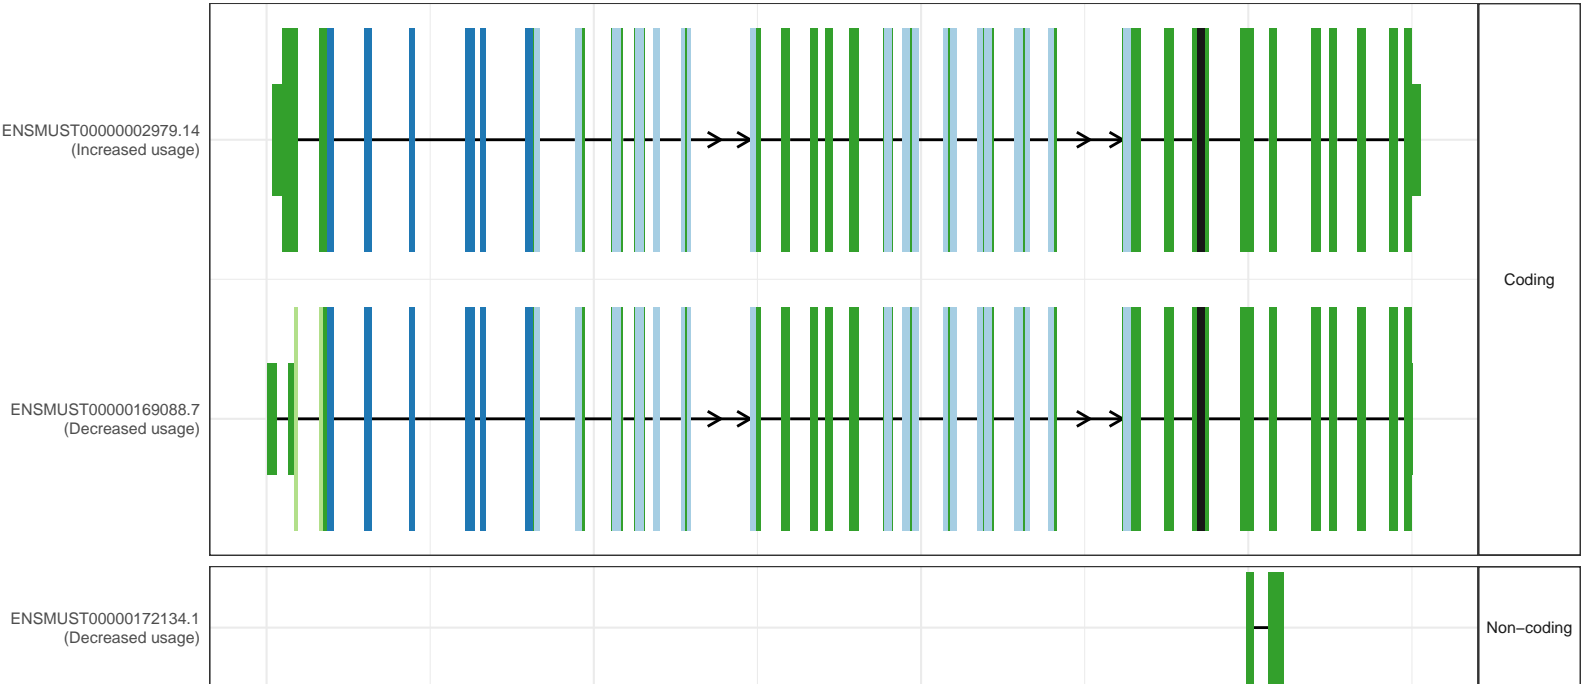 ENSMUST00000002979.14
(Increased usage)
Coding
ENSMUST00000169088.7
(Decreased usage)
ENSMUST00000172134.1
(Decreased usage)
Non−coding